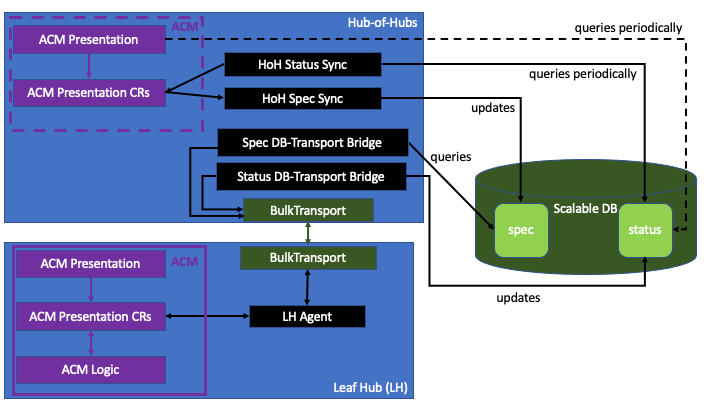 Hub-of-Hubs
queries periodically
ACM
ACM Presentation
HoH Status Sync
queries periodically
ACM Presentation CRs
HoH Spec Sync
updates
Spec DB-Transport Bridge
queries
Status DB-Transport Bridge
BulkTransport
Scalable DB
spec
status
BulkTransport
ACM
ACM Presentation
updates
ACM Presentation CRs
LH Agent
ACM Logic
Leaf Hub (LH)